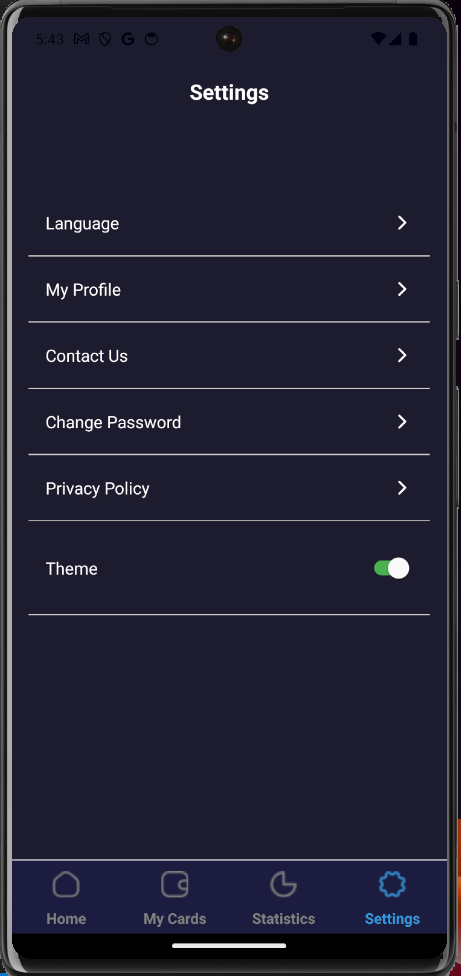 5:43
Settings
Language
My Profile
Contact Us
Change Password
Privacy Policy
Theme
Home
My Cards
Statistics
Settings